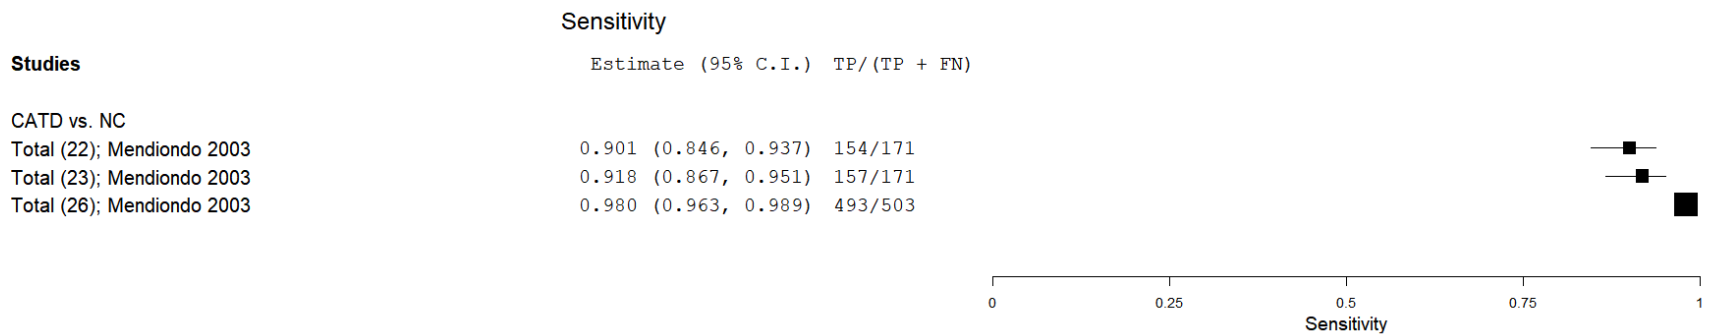 Sensitivity
Studies Estimate (95% C.I.) TP/(TP + FN)
CATD vs. NC
Total (22); Mendiondo 2003 0.901 (0.846, 0.937) 154/171
Total (23); Mendiondo 2003 0.918 (0.867, 0.951) 157/171
Total (26); Mendiondo 2003 0.980 (0.963, 0.989) 493/503
0 0.25 0.5 0.75 1
Sensitivity